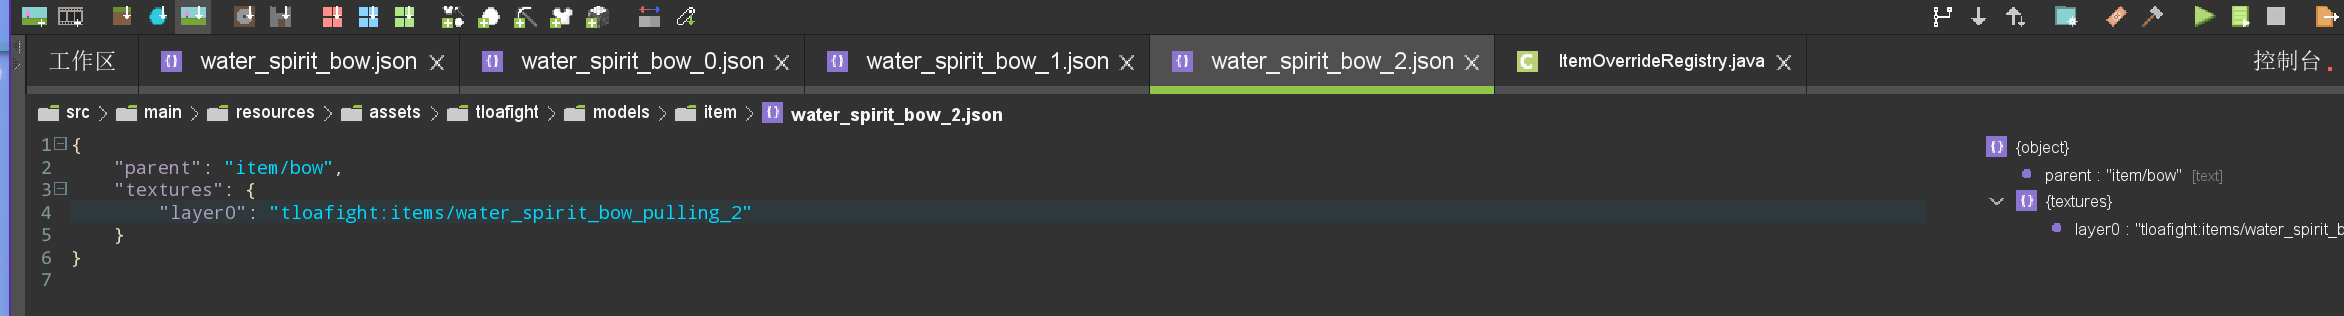 工作区 water_spirit_bow.json water_spirit_bow_0.json water_spirit_bow_1.json water_spirit_bow_2.json ItemOverrideRegistry.java 控制台
src main resources assets tloafight models item water_spirit_bow_2.json
1 {
2 "parent": "item/bow",
3 "textures": {
4 "layer0": "tloafight:items/water_spirit_bow_pulling_2"
5 }
6 }
7
{object}
parent : "item/bow" [text]
{textures}
layer0 : "tloafight:items/water_spirit_b